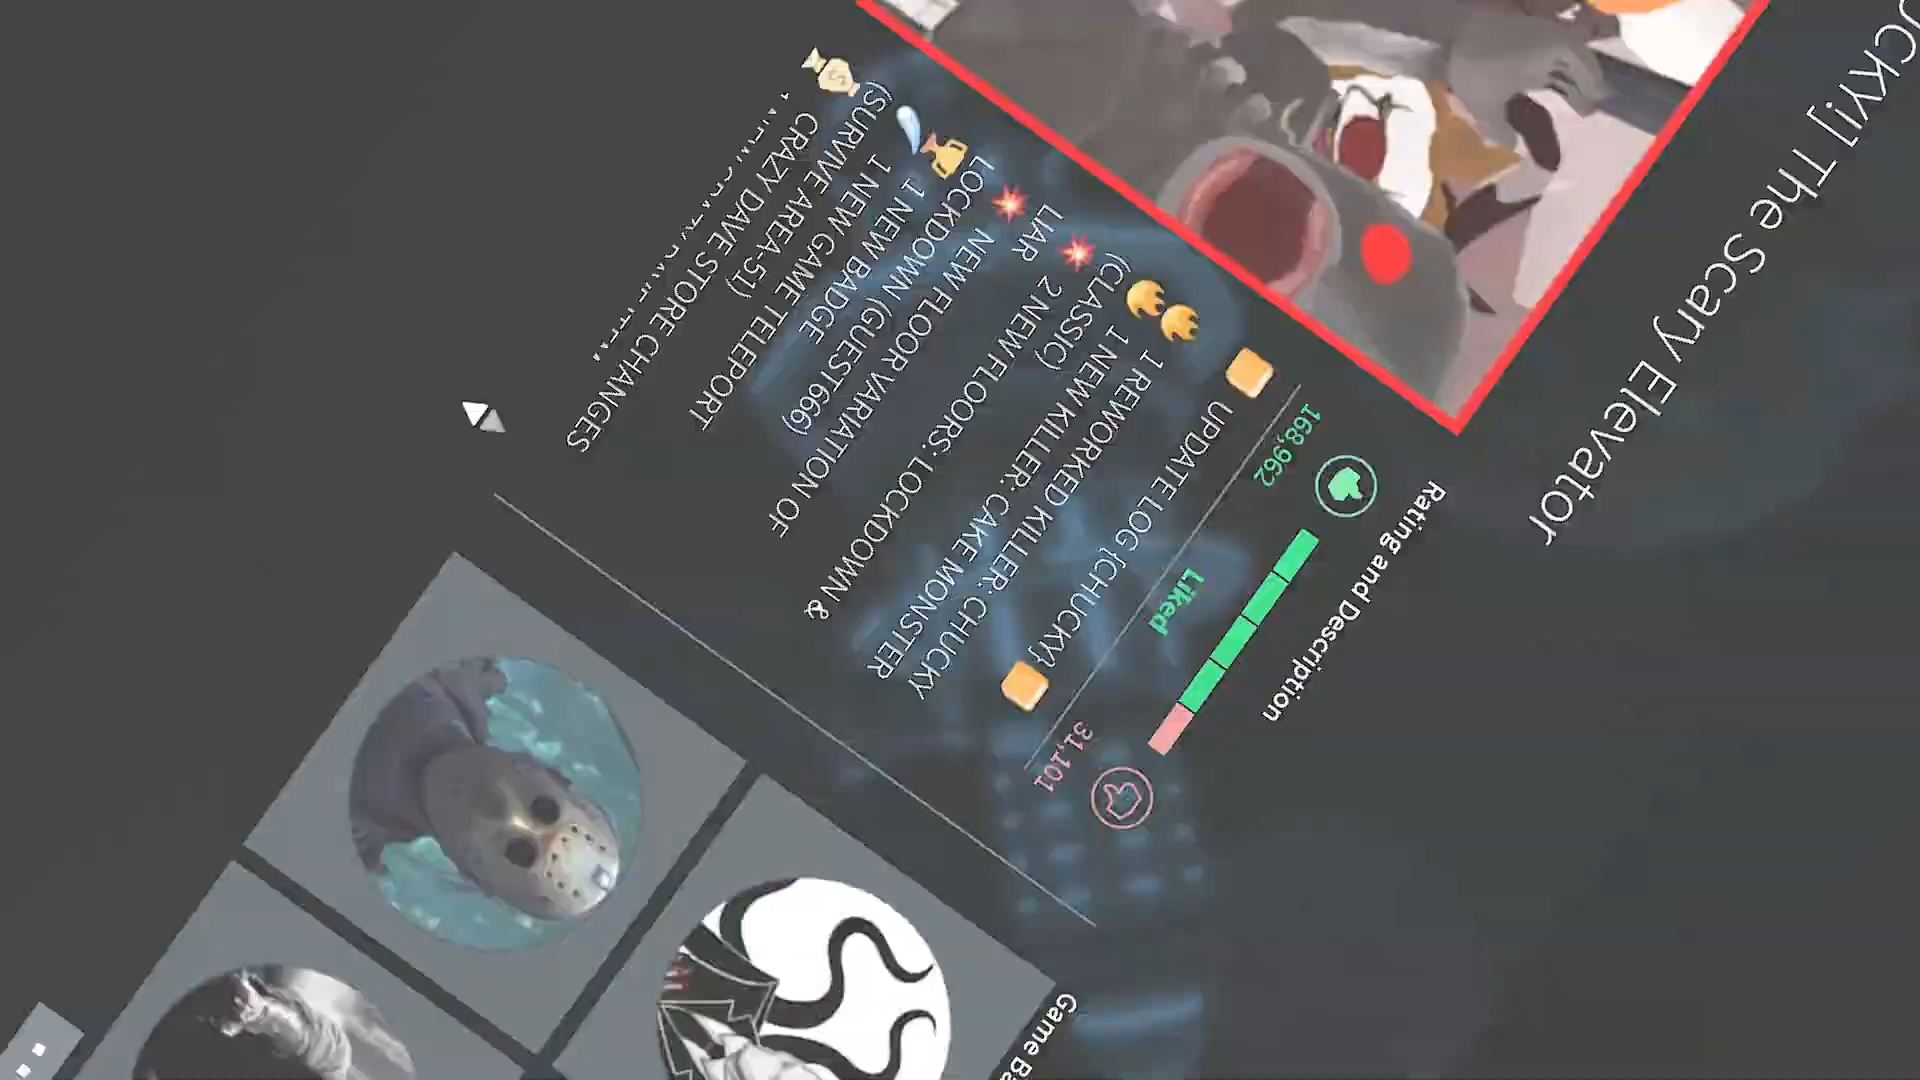 UCKY!] The Scary Elevator
Rating and Description
168,962
Liked
31,101
UPDATE LOG [CHUCKY]
1 REWORKED KILLER: CHUCKY
1 NEW KILLER: CAKE MONSTER
(CLASSIC)
2 NEW FLOORS: LOCKDOWN &
LIAR
NEW FLOOR VARIATION OF
LOCKDOWN (GUEST666)
1 NEW BADGE
1 NEW GAME TELEPORT
(SURVIVE AREA-51)
CRAZY DAVE STORE CHANGES
Game Ba